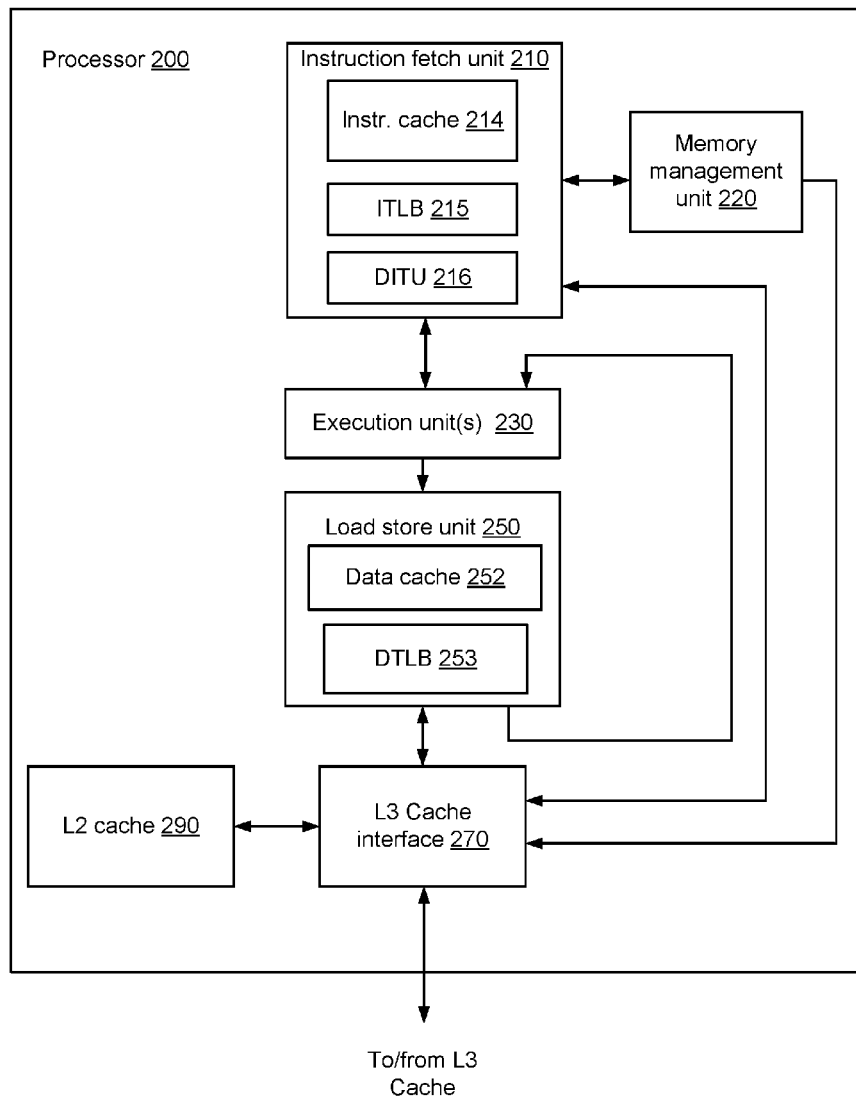 Processor 200
Instruction fetch unit 210
Instr. cache 214
ITLB 215
DITU 216
Memory
management
unit 220
Execution unit(s) 230
Load store unit 250
Data cache 252
DTLB 253
L2 cache 290
L3 Cache
interface 270
To/from L3
Cache